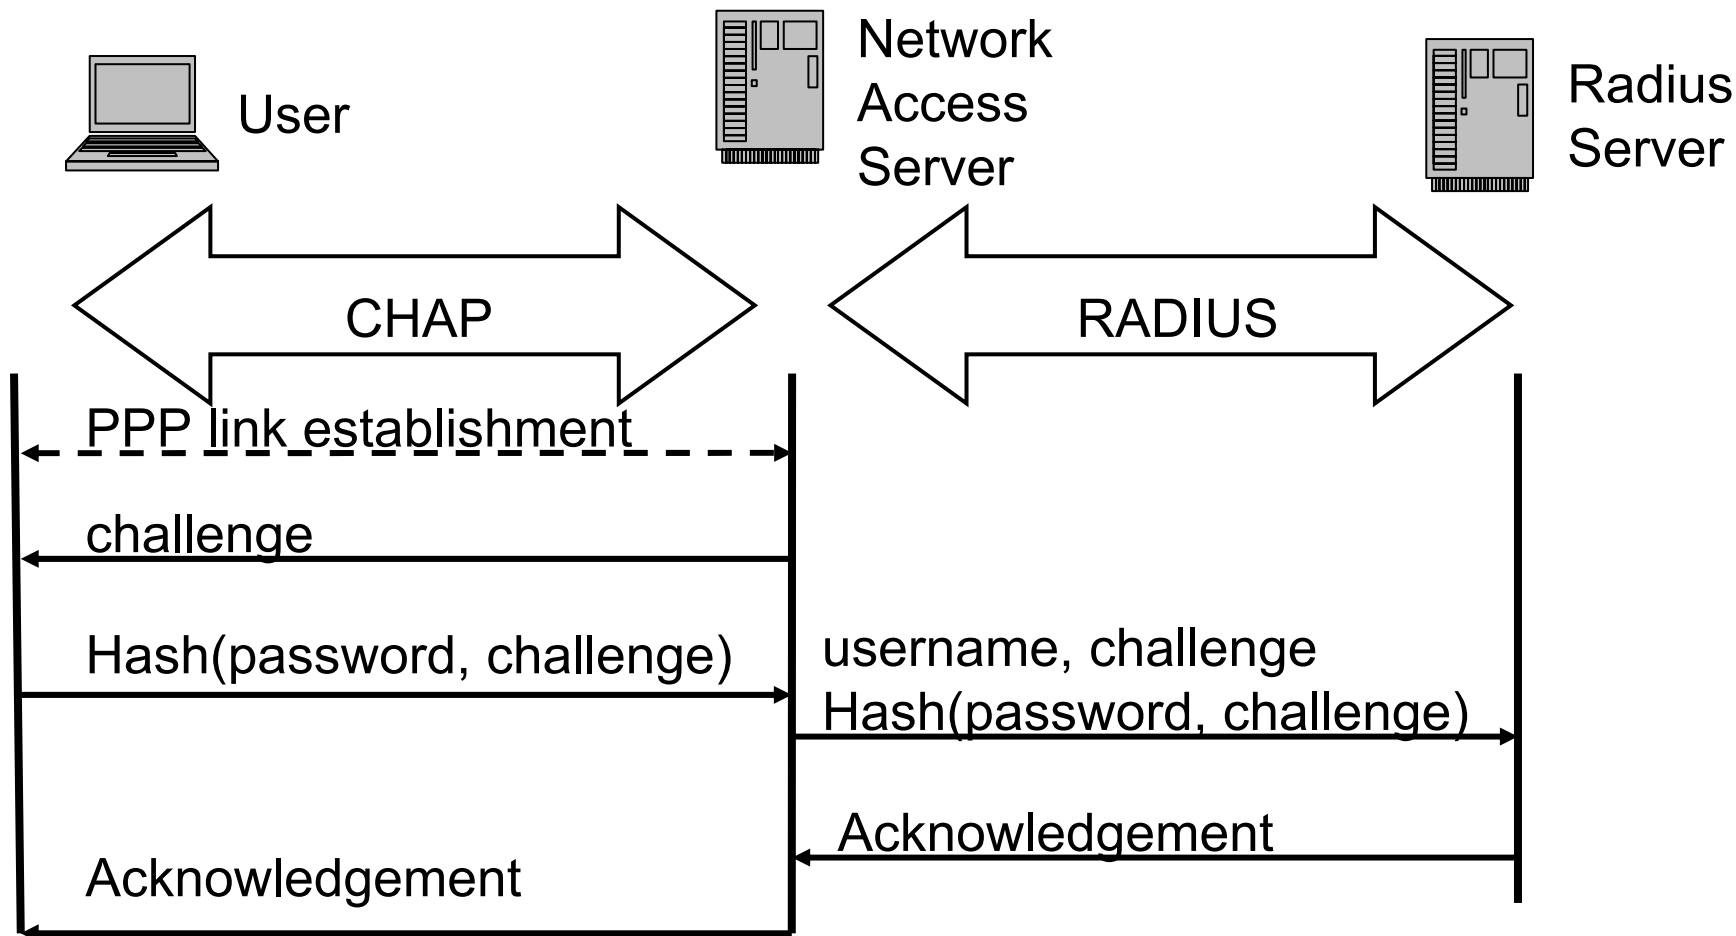 User
Network
Access
Server
Radius
Server
CHAP
RADIUS
PPP link establishment
challenge
Hash(password, challenge)
username, challenge
Hash(password, challenge)
Acknowledgement
Acknowledgement